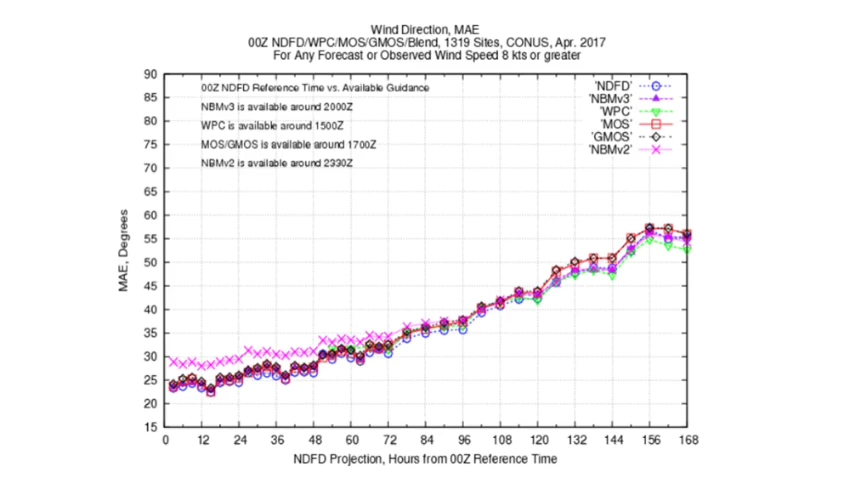 Wind Direction, MAE
00Z NDFD/WPC/MOS/GMOS/Blend, 1319 Sites, CONUS, Apr. 2017
For Any Forecast or Observed Wind Speed 8 kts or greater
00Z NDFD Reference Time vs. Available Guidance
NBMv3 is available around 2000Z
WPC is available around 1500Z
MOS/GMOS is available around 1700Z
NBMv2 is available around 2330Z
'NDFD'
'NBMv3'
'WPC'
'MOS'
'GMOS'
'NBMv2'
MAE, Degrees
90
85
80
75
70
65
60
55
50
45
40
35
30
25
20
15
0 12 24 36 48 60 72 84 96 108 120 132 144 156 168
NDFD Projection, Hours from 00Z Reference Time